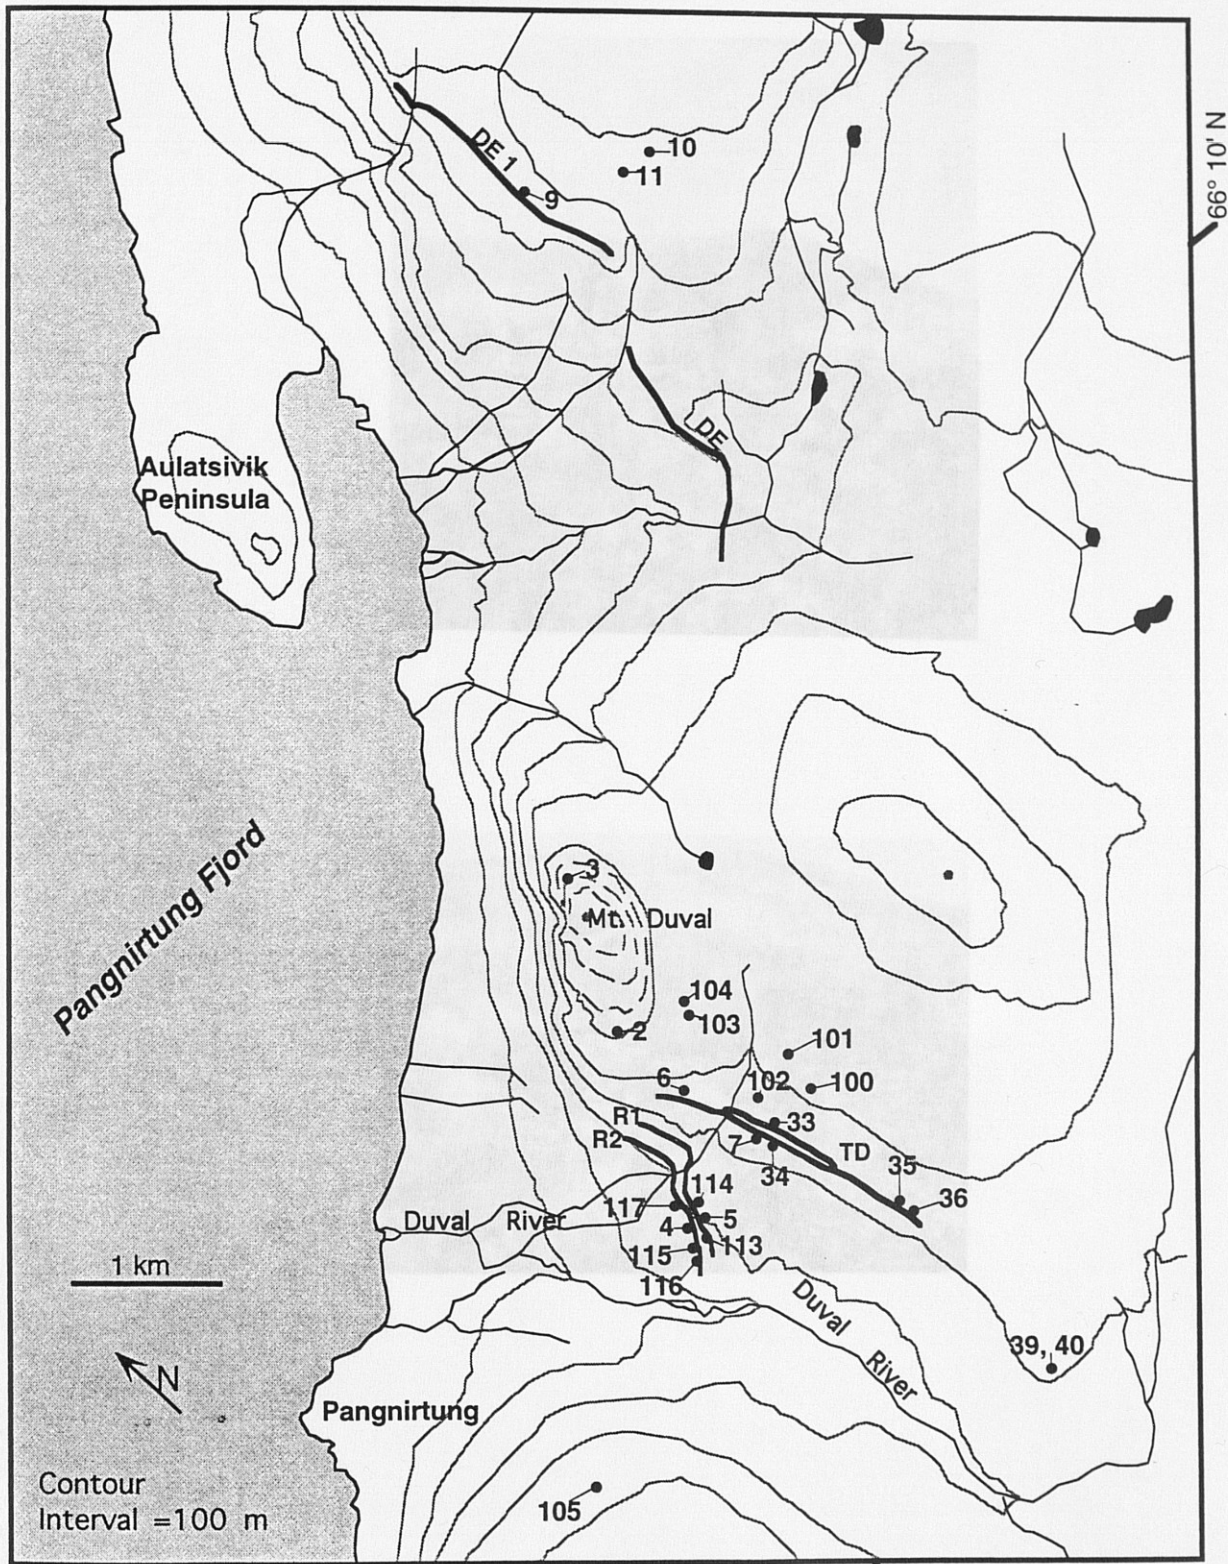 66° 10' N
10
11
DE 1
9
DE
Aulatsivik
Peninsula
Pangnirtung Fjord
3
Mt. Duval
104
103
2
101
6
102
100
R1
33
R2
7
TD
34
35
36
114
117
Duval River
4
5
113
115
116
1 km
Duval
River
39, 40
N
Pangnirtung
105
Contour
Interval =100 m